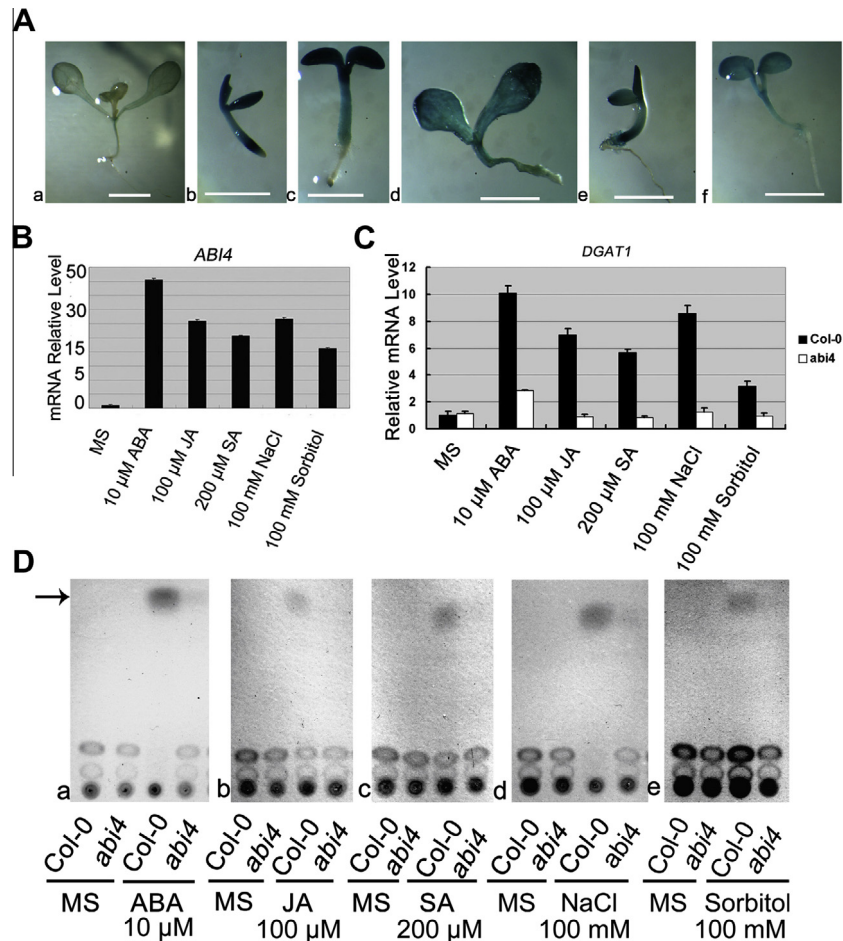 A
a b c d e f
B
ABI4
mRNA Relative Level
50
30
15
5
0
MS
10 µM ABA
100 µM JA
200 µM SA
100 mM NaCl
100 mM Sorbitol
C
DGAT1
Relative mRNA Level
12
10
8
6
4
2
0
Col-0
abi4
MS
10 µM ABA
100 µM JA
200 µM SA
100 mM NaCl
100 mM Sorbitol
D
a b c d e
Col-0 abi4 Col-0 abi4 Col-0 abi4 Col-0 abi4 Col-0 abi4 Col-0 abi4 Col-0 abi4 Col-0 abi4 Col-0 abi4 Col-0 abi4
MS ABA MS JA MS SA MS NaCl MS Sorbitol
10 µM 100 µM 200 µM 100 mM 100 mM